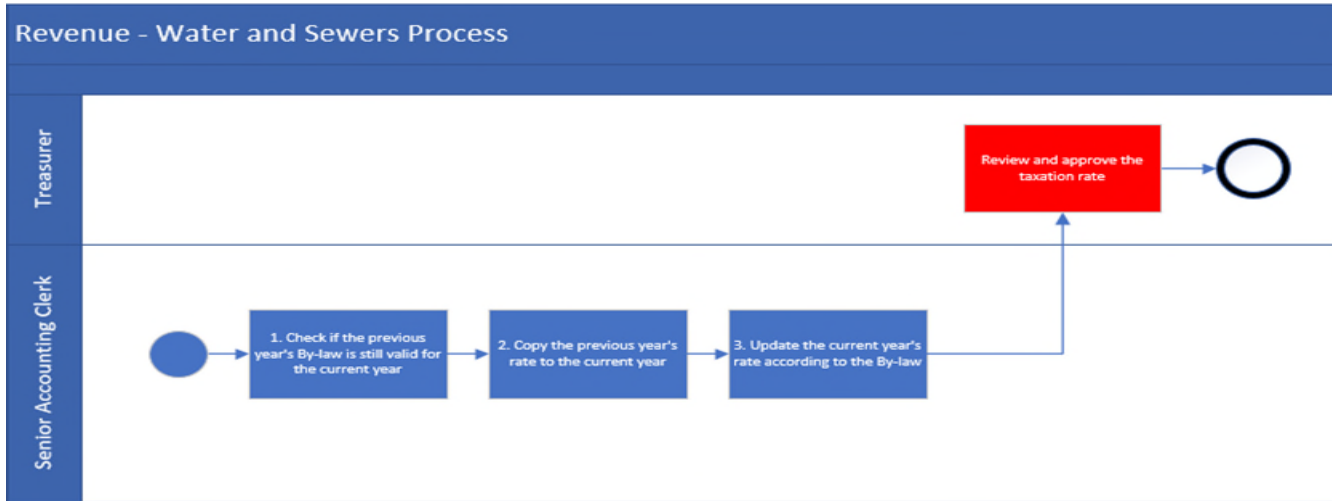 Revenue - Water and Sewers Process
Treasurer
Review and approve the
taxation rate
Senior Accounting Clerk
1. Check if the previous
year's By-law is still valid for
the current year
2. Copy the previous year's
rate to the current year
3. Update the current year's
rate according to the By-law